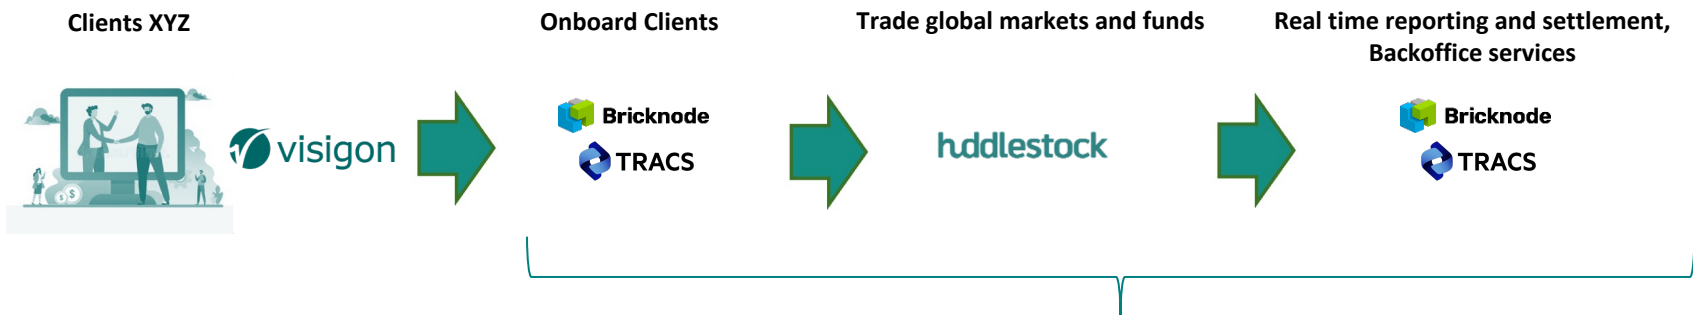 Clients XYZ
Onboard Clients
Trade global markets and funds
Real time reporting and settlement,
Backoffice services
visigon
Bricknode
TRACS
huddlestock
Bricknode
TRACS